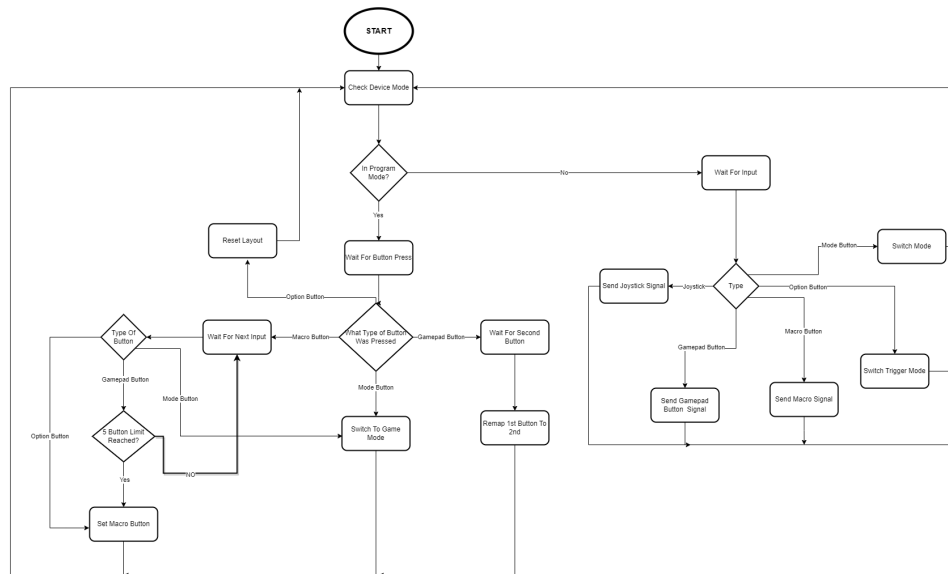 START
Check Device Mode
In Program
Mode?
No
Wait For Input
Yes
Reset Layout
Wait For Button Press
Mode Button
Switch Mode
Option Button
Send Joystick Signal
Joystick
Type
Option Button
Type Of
Button
Wait For Next Input
Macro Button
What Type of Button
Was Pressed
Gamepad Button
Wait For Second
Button
Macro Button
Gamepad Button
Switch Trigger Mode
Gamepad Button
Mode Button
Mode Button
Send Gamepad
Button Signal
Send Macro Signal
Option Button
5 Button Limit
Reached?
Switch To Game
Mode
Remap 1st Button To
2nd
NO
Yes
Set Macro Button